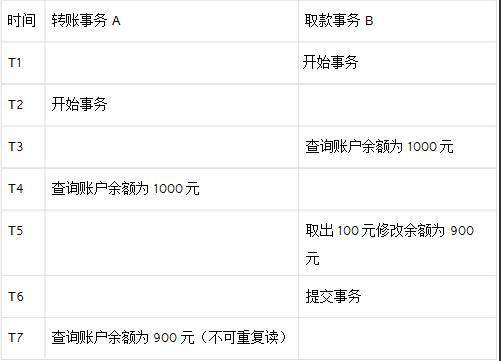 时间 转账事务 A 取款事务 B
T1 开始事务
T2 开始事务
T3 查询账户余额为 1000 元
T4 查询账户余额为 1000 元
T5 取出 100 元修改余额为 900
元
T6 提交事务
T7 查询账户余额为 900 元（不可重复读）